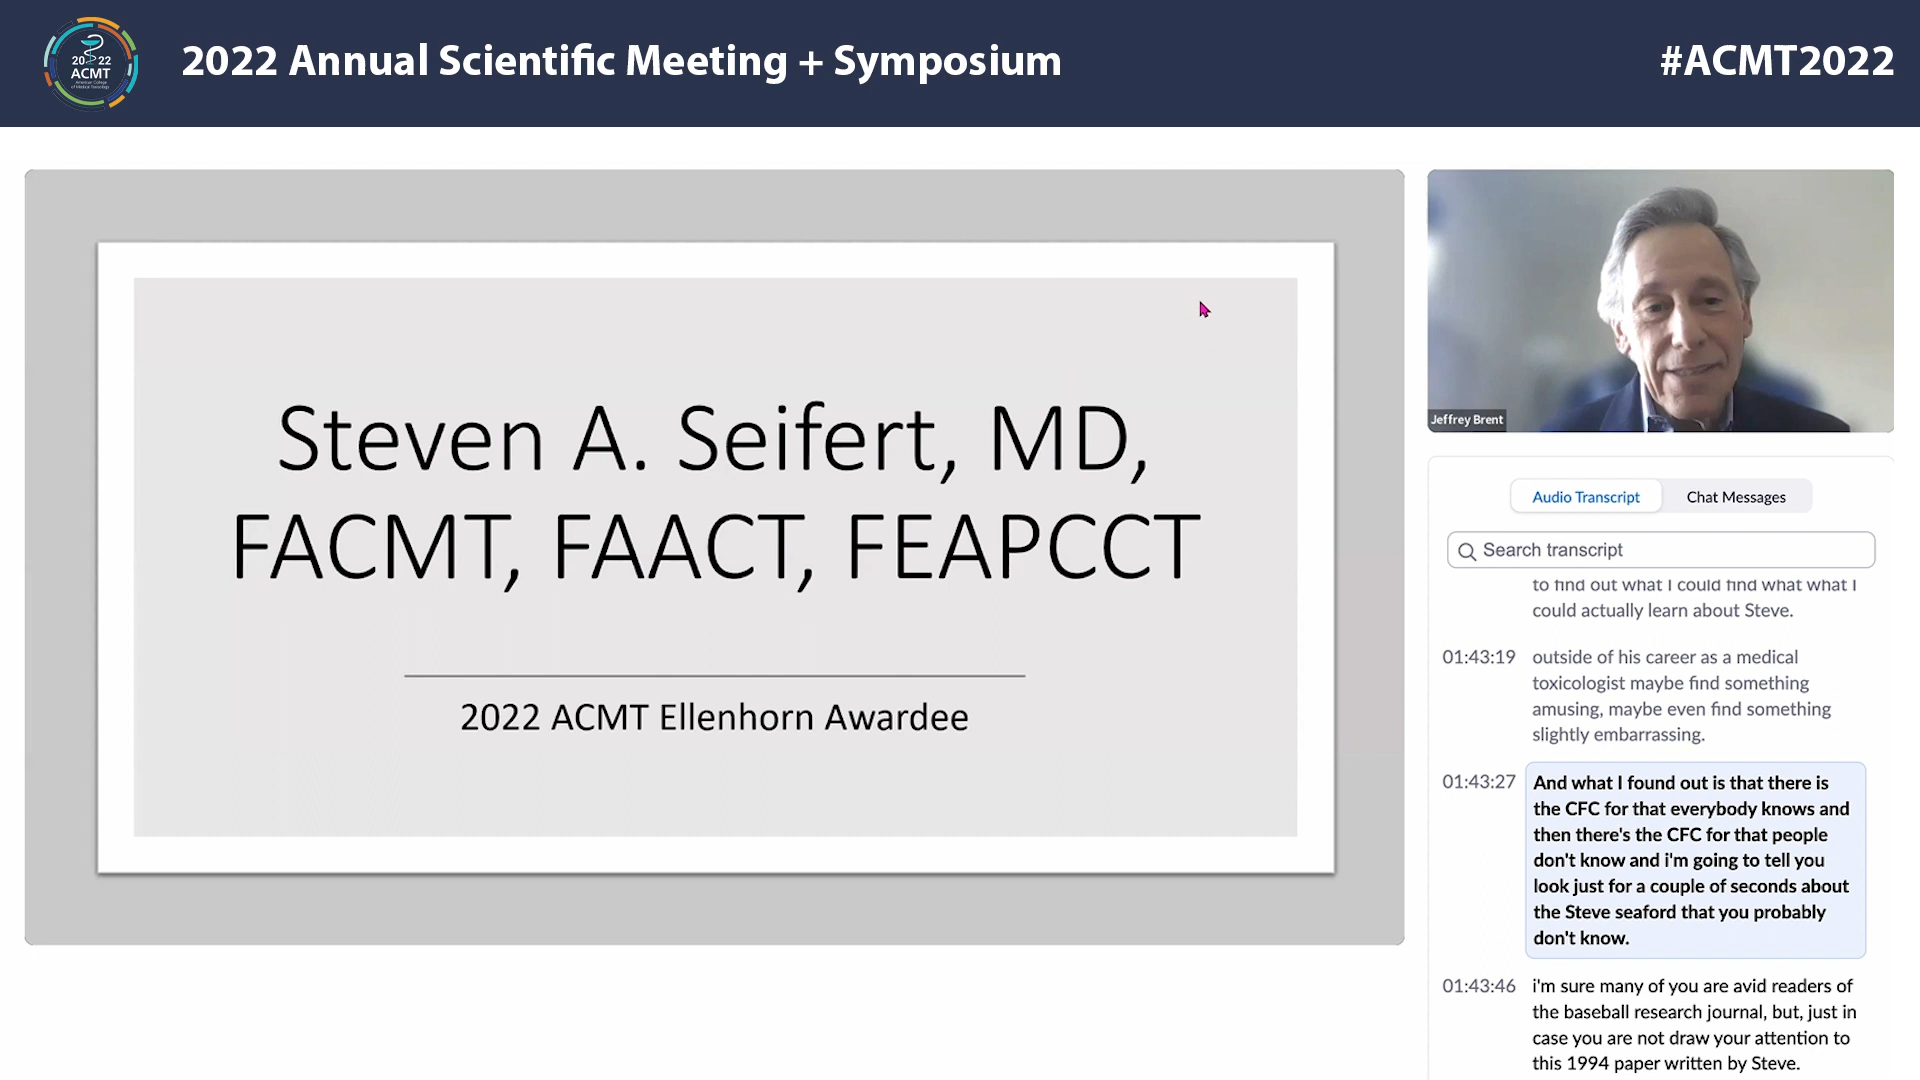 20 22
ACMT
American College
of Medical Toxicology
2022 Annual Scientific Meeting + Symposium
#ACMT2022
Steven A. Seifert, MD,
FACMT, FAACT, FEAPCCT
2022 ACMT Ellenhorn Awardee
Jeffrey Brent
Audio Transcript
Chat Messages
Search transcript
to find out what I could find what what I
could actually learn about Steve.
01:43:19
outside of his career as a medical
toxicologist maybe find something
amusing, maybe even find something
slightly embarrassing.
01:43:27
And what I found out is that there is
the CFC for that everybody knows and
then there's the CFC for that people
don't know and i'm going to tell you
look just for a couple of seconds about
the Steve seaford that you probably
don't know.
01:43:46
i'm sure many of you are avid readers of
the baseball research journal, but, just in
case you are not draw your attention to
this 1994 paper written by Steve.